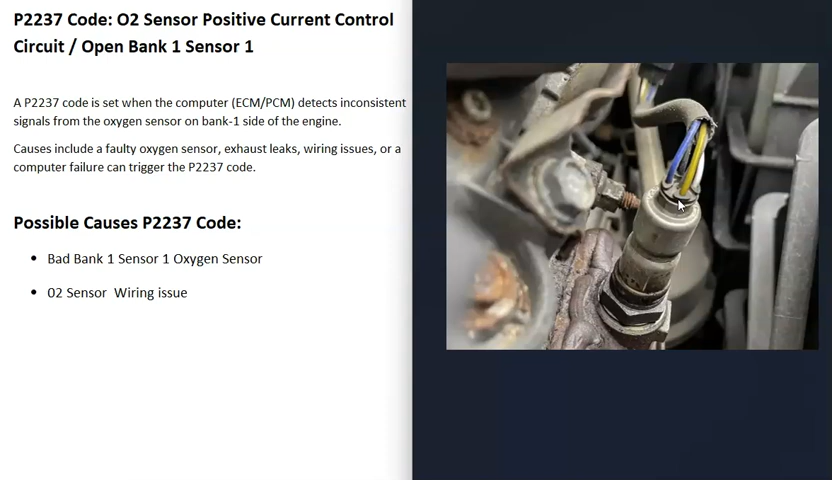 P2237 Code: O2 Sensor Positive Current Control
Circuit / Open Bank 1 Sensor 1
A P2237 code is set when the computer (ECM/PCM) detects inconsistent
signals from the oxygen sensor on bank-1 side of the engine.
Causes include a faulty oxygen sensor, exhaust leaks, wiring issues, or a
computer failure can trigger the P2237 code.
Possible Causes P2237 Code:
• Bad Bank 1 Sensor 1 Oxygen Sensor
• 02 Sensor  Wiring issue